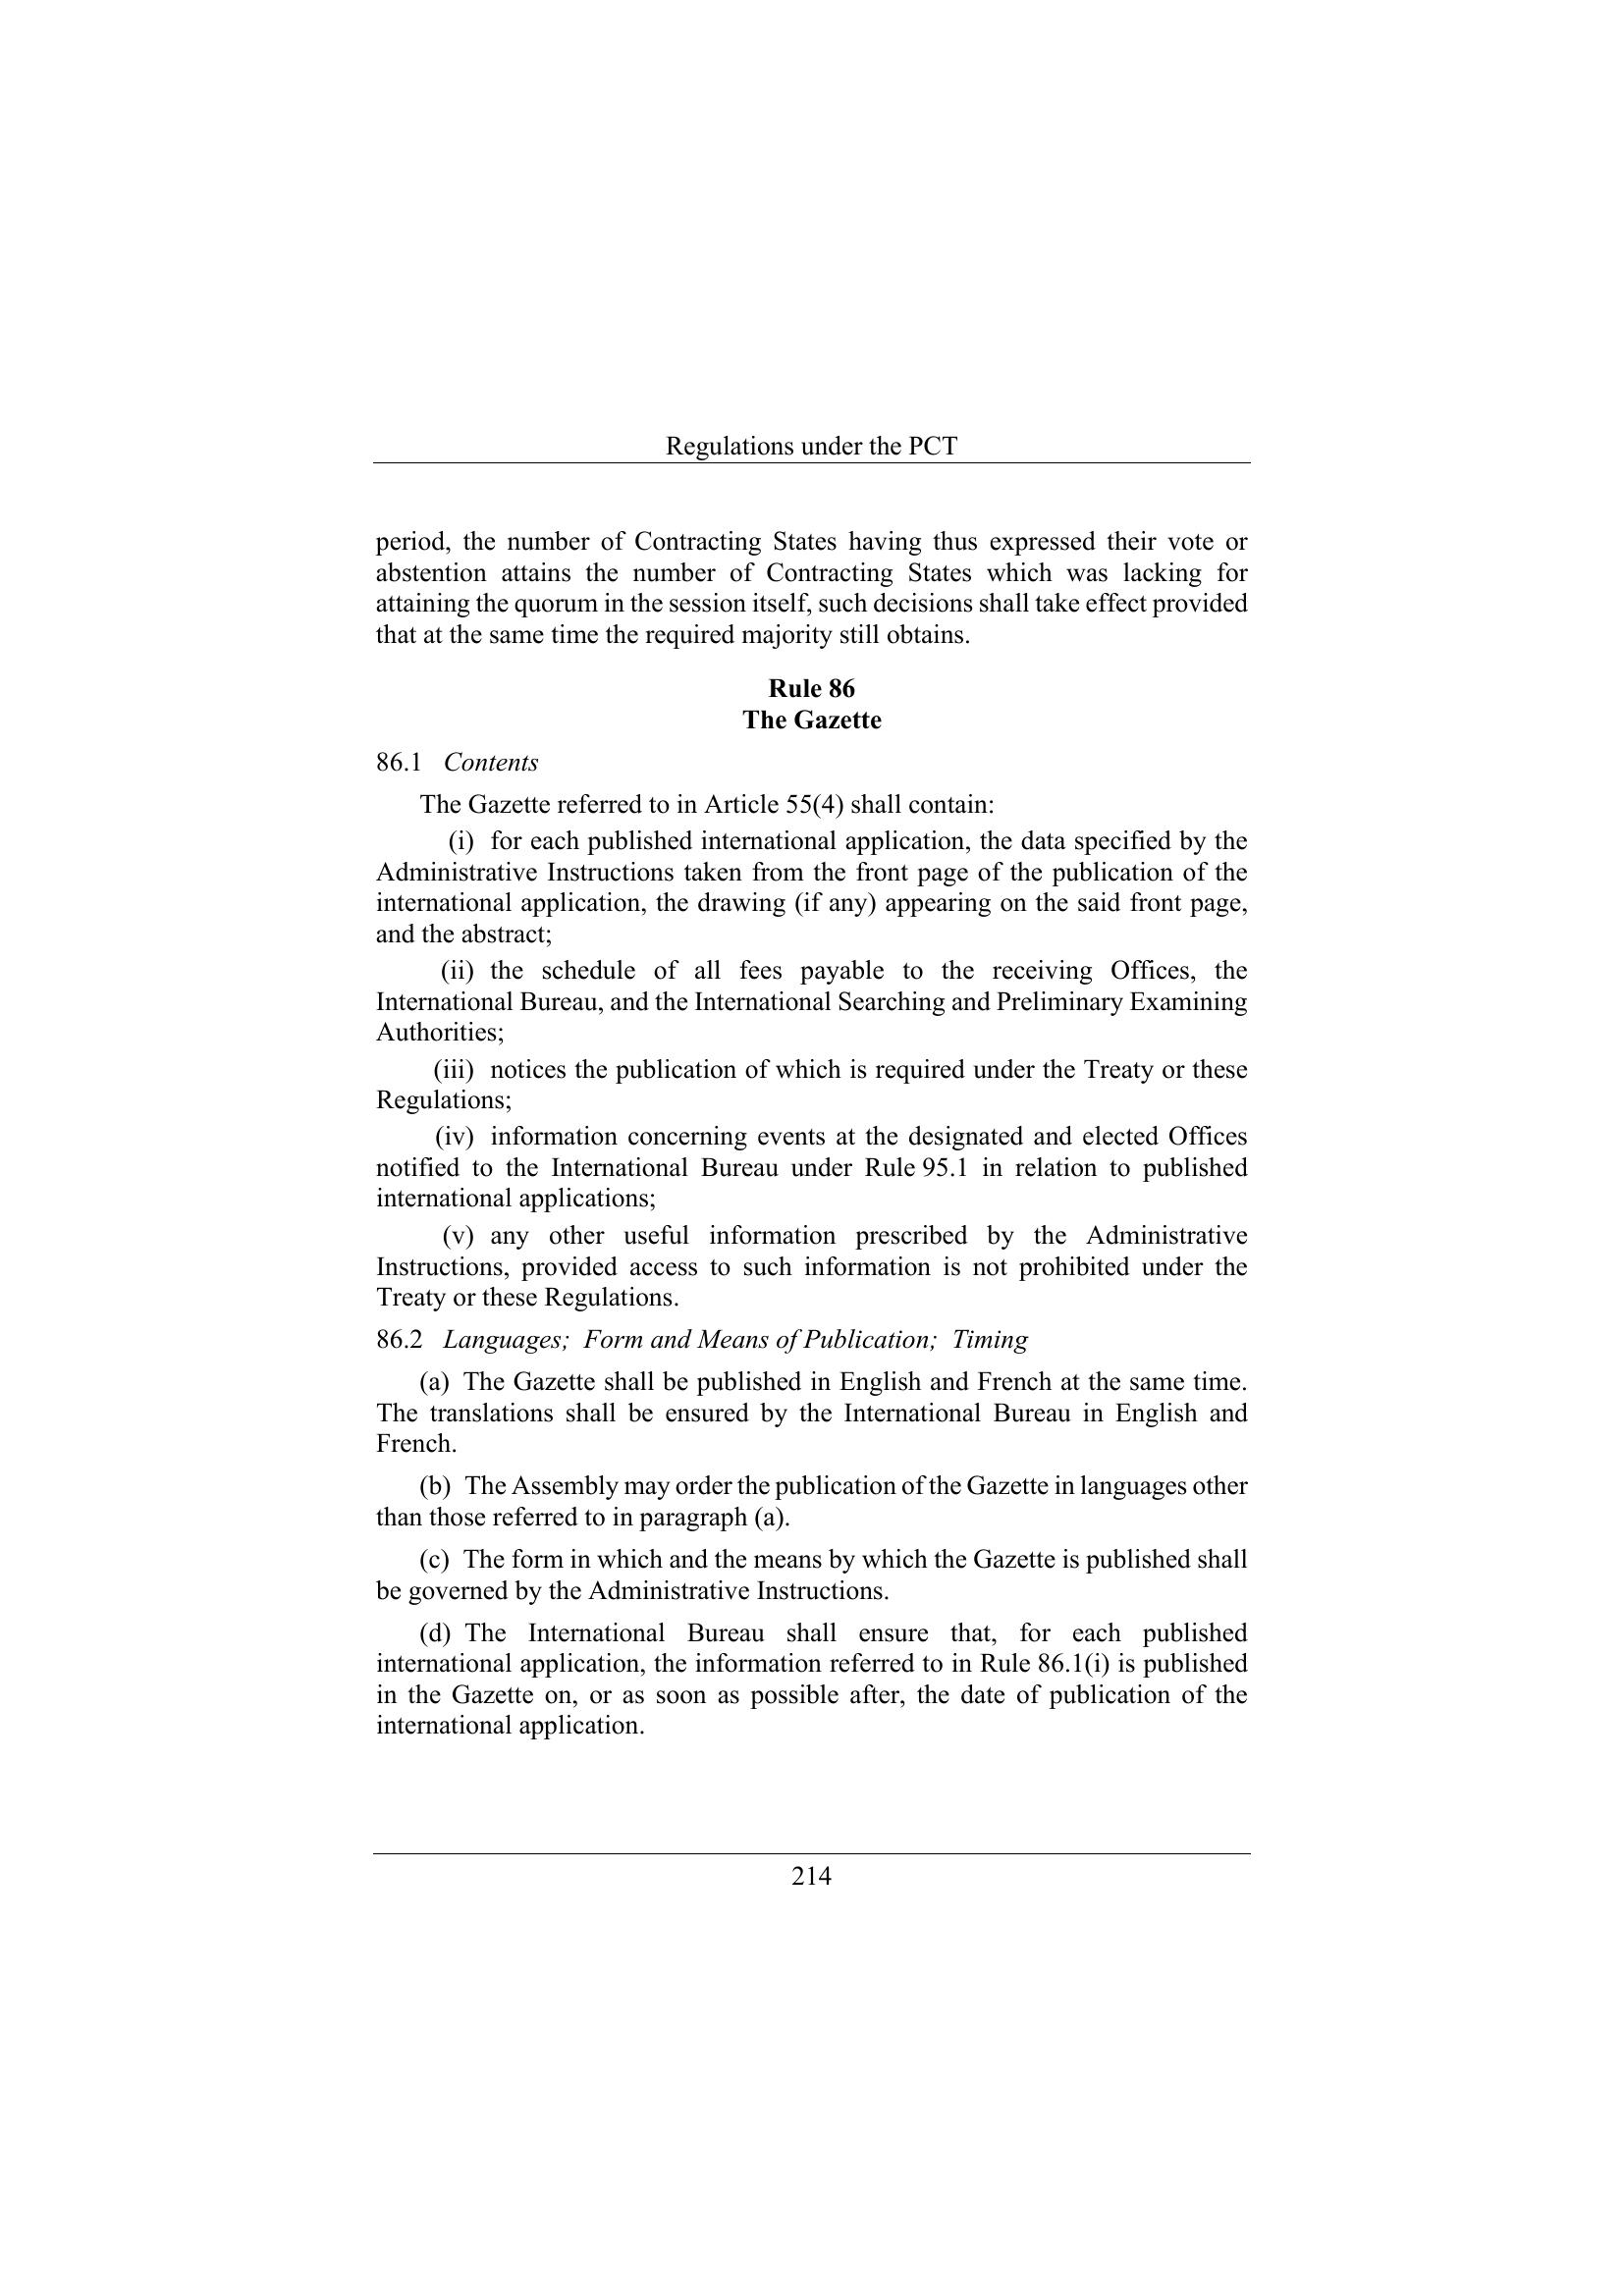 Regulations under the PCT
period, the number of Contracting States having thus expressed their vote or
abstention attains the number of Contracting States which was lacking for
attaining the quorum in the session itself, such decisions shall take effect provided
that at the same time the required majority still obtains.
Rule 86
The Gazette
86.1 Contents
The Gazette referred to in Article 55(4) shall contain:
(i) for each published international application, the data specified by the
Administrative Instructions taken from the front page of the publication of the
international application, the drawing (if any) appearing on the said front page,
and the abstract;
(ii) the schedule of all fees payable to the receiving Offices, the
International Bureau, and the International Searching and Preliminary Examining
Authorities;
(iii) notices the publication of which is required under the Treaty or these
Regulations;
(iv) information concerning events at the designated and elected Offices
notified to the International Bureau under Rule 95.1 in relation to published
international applications;
(v) any other useful information prescribed by the Administrative
Instructions, provided access to such information is not prohibited under the
Treaty or these Regulations.
86.2 Languages; Form and Means of Publication; Timing
(a) The Gazette shall be published in English and French at the same time.
The translations shall be ensured by the International Bureau in English and
French.
(b) The Assembly may order the publication of the Gazette in languages other
than those referred to in paragraph (a).
(c) The form in which and the means by which the Gazette is published shall
be governed by the Administrative Instructions.
(d) The International Bureau shall ensure that, for each published
international application, the information referred to in Rule 86.1(i) is published
in the Gazette on, or as soon as possible after, the date of publication of the
international application.
214